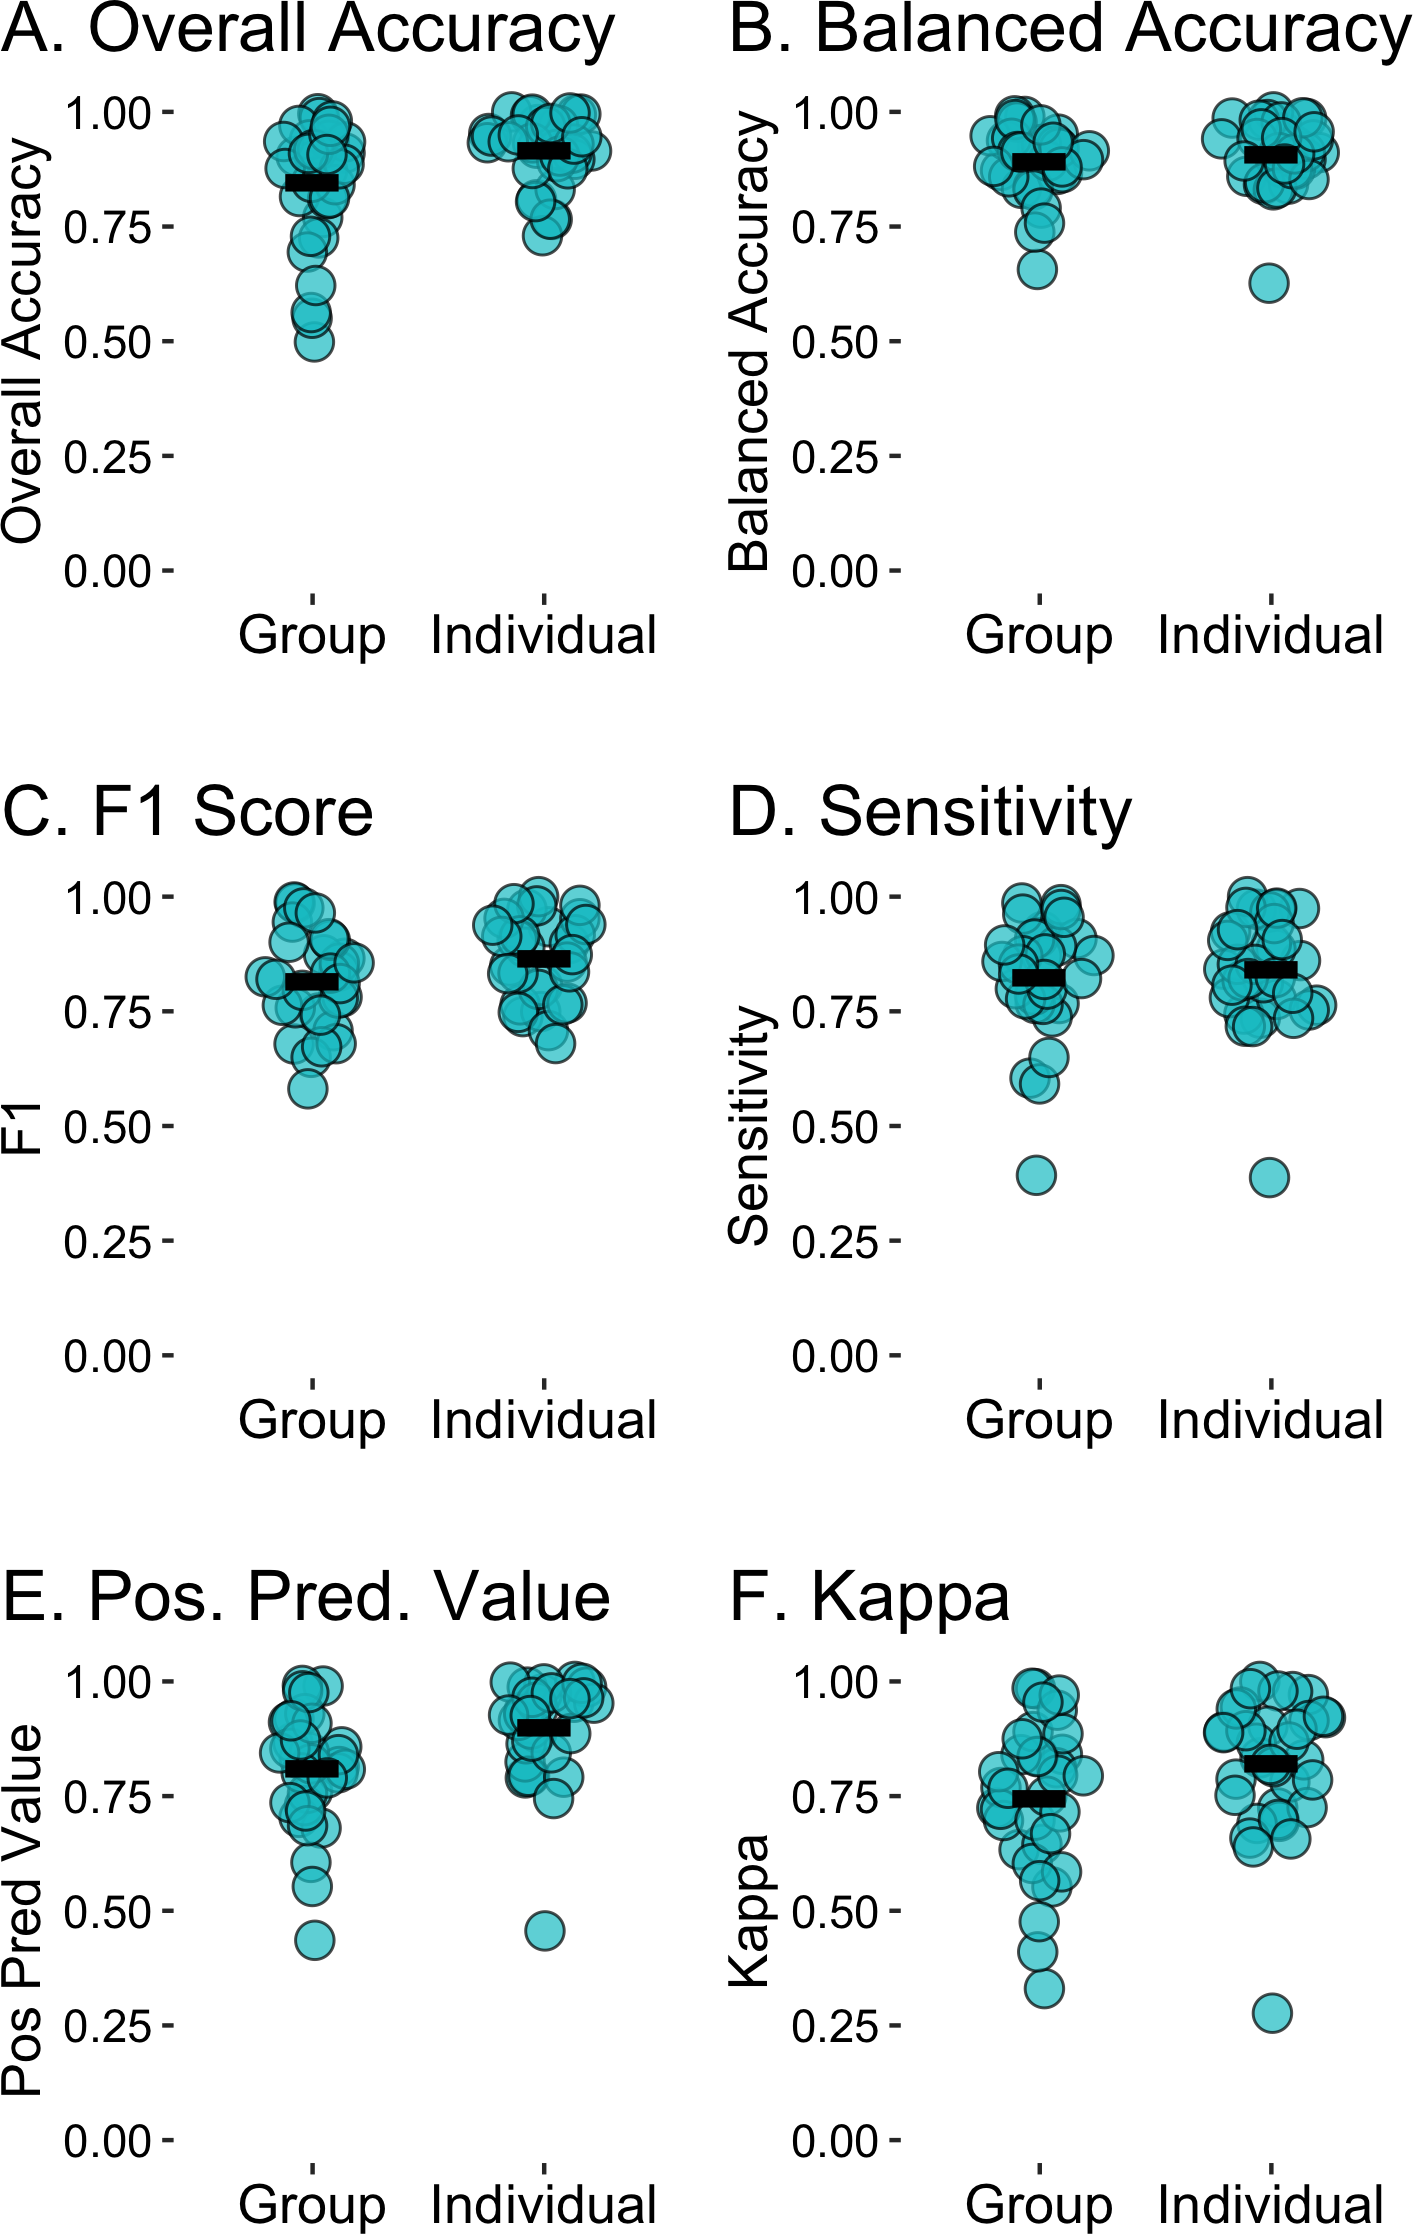 A. Overall Accuracy
Overall Accuracy
1.00
0.75
0.50
0.25
0.00
Group Individual
B. Balanced Accuracy
Balanced Accuracy
1.00
0.75
0.50
0.25
0.00
Group Individual
C. F1 Score
F1
1.00
0.75
0.50
0.25
0.00
Group Individual
D. Sensitivity
Sensitivity
1.00
0.75
0.50
0.25
0.00
Group Individual
E. Pos. Pred. Value
Pos Pred Value
1.00
0.75
0.50
0.25
0.00
Group Individual
F. Kappa
Kappa
1.00
0.75
0.50
0.25
0.00
Group Individual